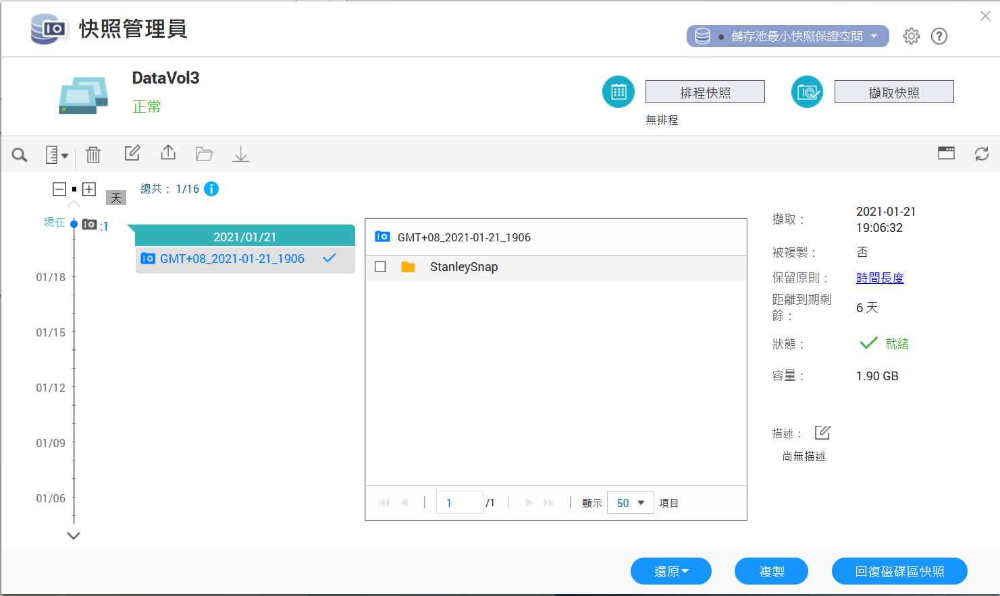 快照管理員
儲存池最小快照保證空間
DataVol3
正常
排程快照
擷取快照
無排程
天
總共： 1/16
現在
:1
01/18
01/15
01/12
01/09
01/06
2021/01/21
GMT+08_2021-01-21_1906
GMT+08_2021-01-21_1906
StanleySnap
1 /1 顯示 50 項目
擷取： 2021-01-21
19:06:32
被複製： 否
保留原則： 時間長度
距離到期剩
餘： 6 天
狀態： 就緒
容量： 1.90 GB
描述：
尚無描述
還原
複製
回復磁碟區快照